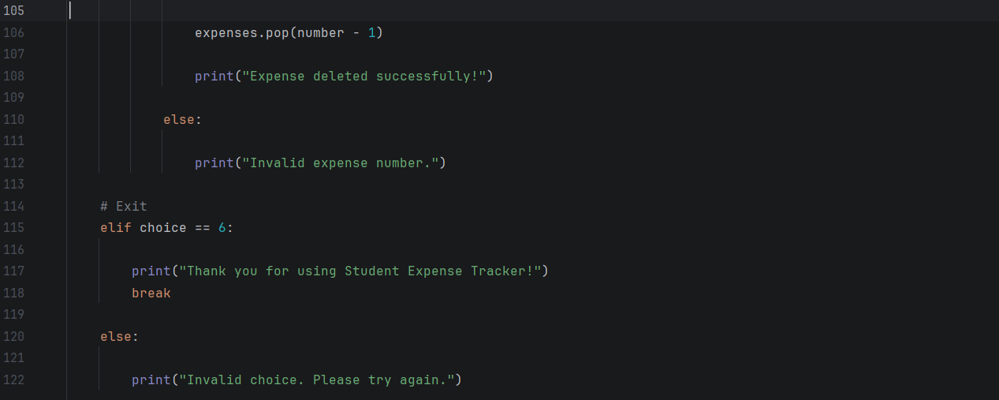 105
106 expenses.pop(number - 1)
107
108 print("Expense deleted successfully!")
109
110 else:
111
112 print("Invalid expense number.")
113
114 # Exit
115 elif choice == 6:
116
117 print("Thank you for using Student Expense Tracker!")
118 break
119
120 else:
121
122 print("Invalid choice. Please try again.")